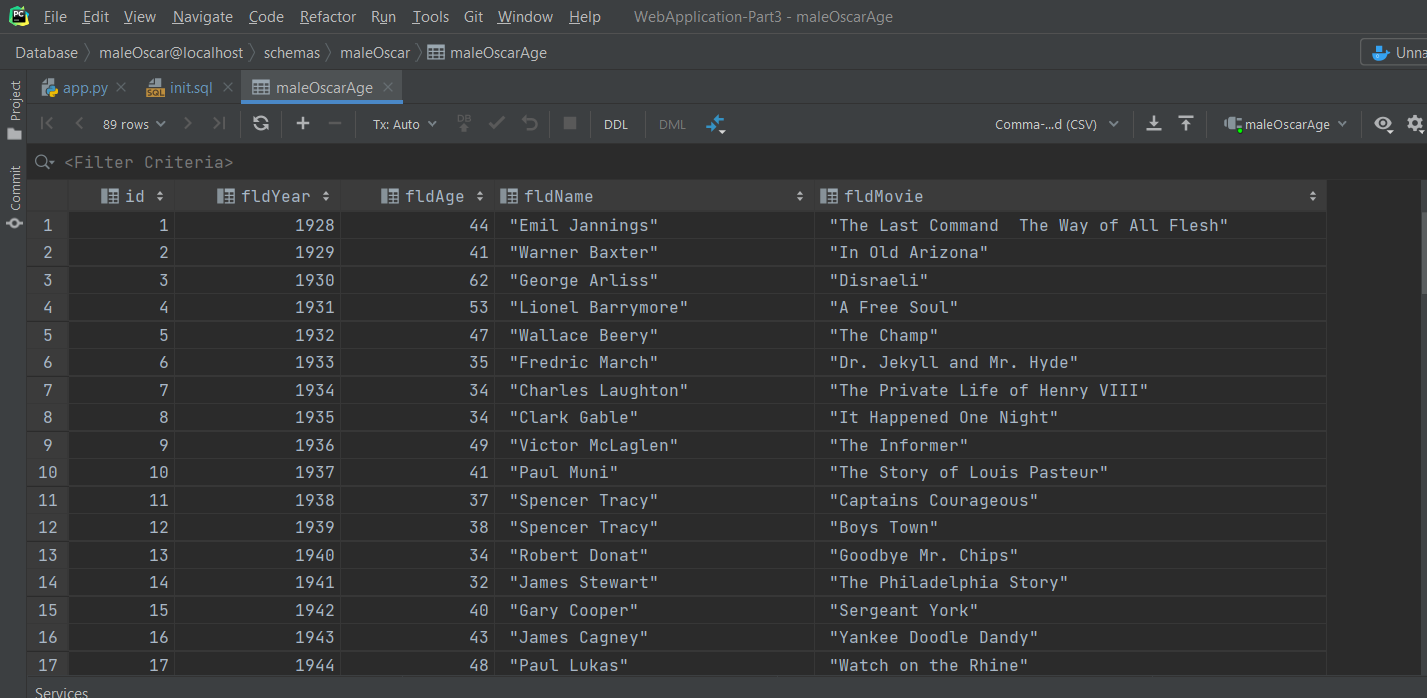 PC File Edit View Navigate Code Refactor Run Tools Git Window Help WebApplication-Part3 - maleOscarAge
Database maleOscar@localhost schemas maleOscar maleOscarAge Unna
Project
Commit
app.py init.sql maleOscarAge
SQL
89 rows Tx: Auto DB DDL DML Comma-...d (CSV) maleOscarAge
<Filter Criteria>
id fldYear fldAge fldName fldMovie
1 1 1928 44 "Emil Jannings" "The Last Command  The Way of All Flesh"
2 2 1929 41 "Warner Baxter" "In Old Arizona"
3 3 1930 62 "George Arliss" "Disraeli"
4 4 1931 53 "Lionel Barrymore" "A Free Soul"
5 5 1932 47 "Wallace Beery" "The Champ"
6 6 1933 35 "Fredric March" "Dr. Jekyll and Mr. Hyde"
7 7 1934 34 "Charles Laughton" "The Private Life of Henry VIII"
8 8 1935 34 "Clark Gable" "It Happened One Night"
9 9 1936 49 "Victor McLaglen" "The Informer"
10 10 1937 41 "Paul Muni" "The Story of Louis Pasteur"
11 11 1938 37 "Spencer Tracy" "Captains Courageous"
12 12 1939 38 "Spencer Tracy" "Boys Town"
13 13 1940 34 "Robert Donat" "Goodbye Mr. Chips"
14 14 1941 32 "James Stewart" "The Philadelphia Story"
15 15 1942 40 "Gary Cooper" "Sergeant York"
16 16 1943 43 "James Cagney" "Yankee Doodle Dandy"
17 17 1944 48 "Paul Lukas" "Watch on the Rhine"
Services